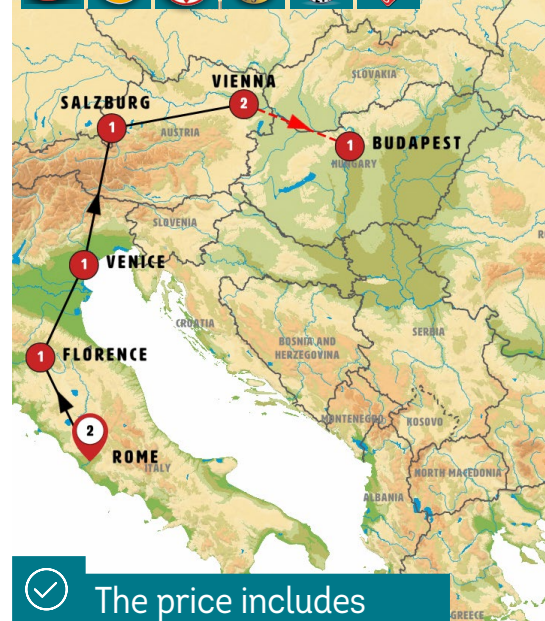 SLOVAKIA
VIENNA
2
SALZBURG
1
AUSTRIA
1
BUDAPEST
HUNGARY
SLOVENIA
1
VENICE
CROATIA
BOSNIA AND
HERZEGOVINA
SERBIA
1
FLORENCE
MONTENEGRO
KOSOVO
2
ROME
ITALY
NORTH MACEDONIA
ALBANIA
The price includes
GREECE